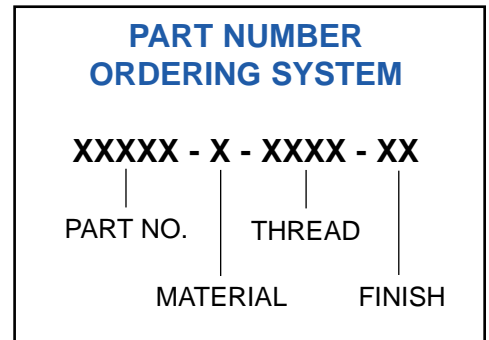 PART NUMBER
ORDERING SYSTEM
XXXXX - X - XXXX - XX
PART NO.
THREAD
MATERIAL
FINISH